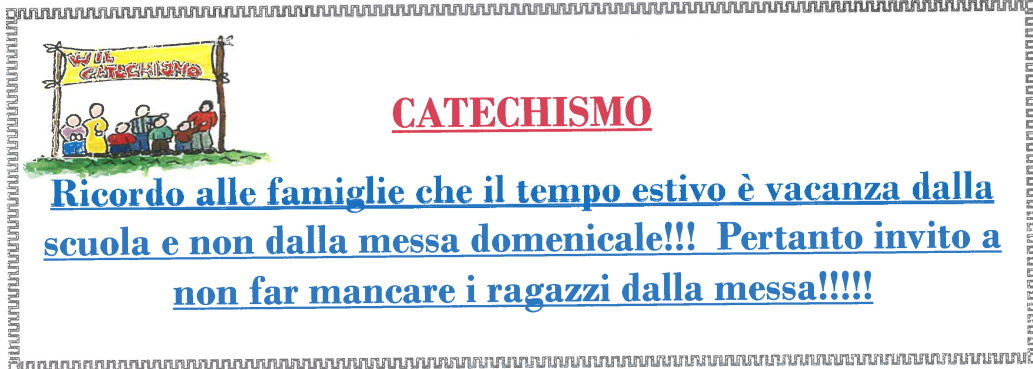 W IL
CATECHISMO
CATECHISMO
Ricordo alle famiglie che il tempo estivo è vacanza dalla
scuola e non dalla messa domenicale!!! Pertanto invito a
non far mancare i ragazzi dalla messa!!!!!